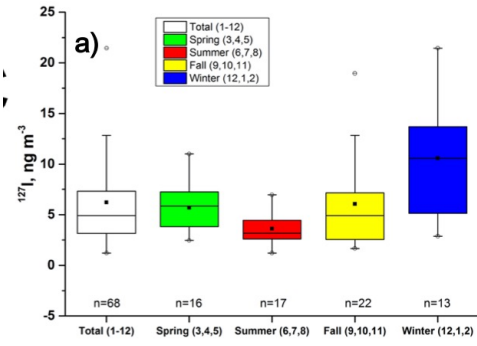 a)
Total (1-12)
Spring (3,4,5)
Summer (6,7,8)
Fall (9,10,11)
Winter (12,1,2)
25
20
15
10
5
0
-5
¹²⁷I, ng m⁻³
n=68 n=16 n=17 n=22 n=13
Total (1-12) Spring (3,4,5) Summer (6,7,8) Fall (9,10,11) Winter (12,1,2)